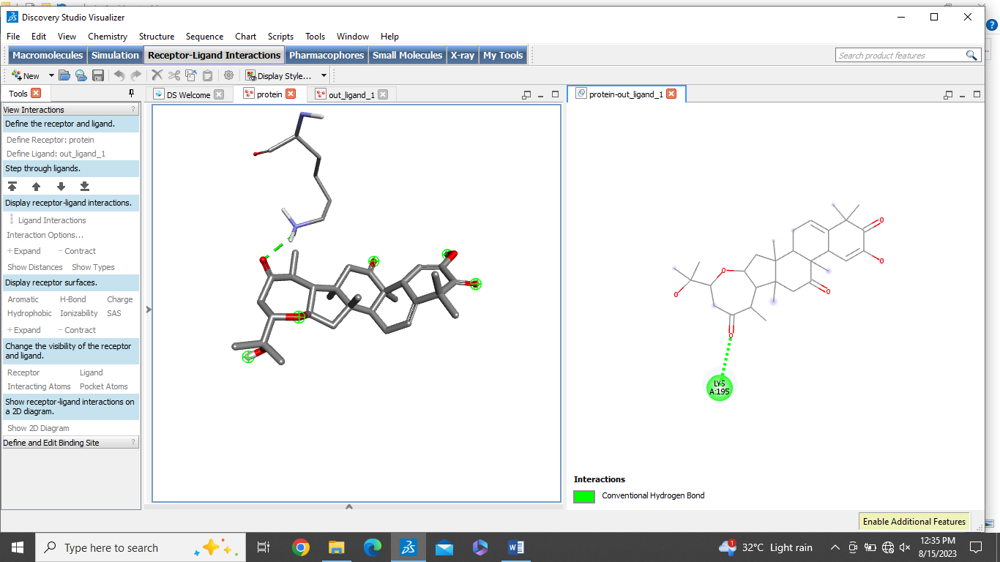 Discovery Studio Visualizer
File Edit View Chemistry Structure Sequence Chart Scripts Tools Window Help
Macromolecules Simulation Receptor-Ligand Interactions Pharmacophores Small Molecules X-ray My Tools
Search product features
New Display Style...
Tools
DS Welcome protein out_ligand_1 protein-out_ligand_1
View Interactions ?
Define the receptor and ligand.
Define Receptor: protein
Define Ligand: out_ligand_1
Step through ligands.
Display receptor-ligand interactions.
Ligand Interactions
Interaction Options...
+ Expand - Contract
Show Distances Show Types
Display receptor surfaces.
Aromatic H-Bond Charge
Hydrophobic Ionizability SAS
+ Expand - Contract
Change the visibility of the receptor
and ligand.
Receptor Ligand
Interacting Atoms Pocket Atoms
Show receptor-ligand interactions on
a 2D diagram.
Show 2D Diagram
Define and Edit Binding Site ?
O
O
O
O
O
O
LYS
A:195
Interactions
Conventional Hydrogen Bond
Enable Additional Features
Type here to search
1
32°C Light rain
12:35 PM
8/15/2023